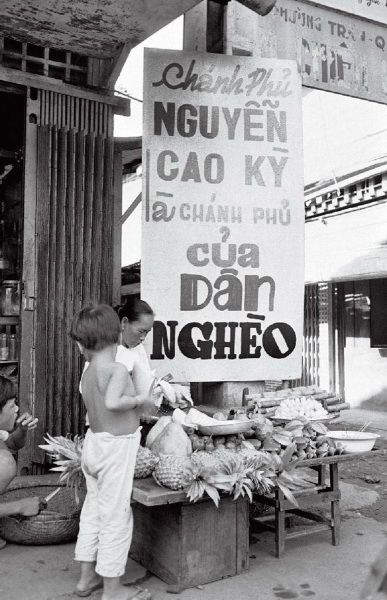 Chánh Phủ
NGUYỄN
CAO KỲ
là CHÁNH PHỦ
CỦA
DÂN
NGHÈO